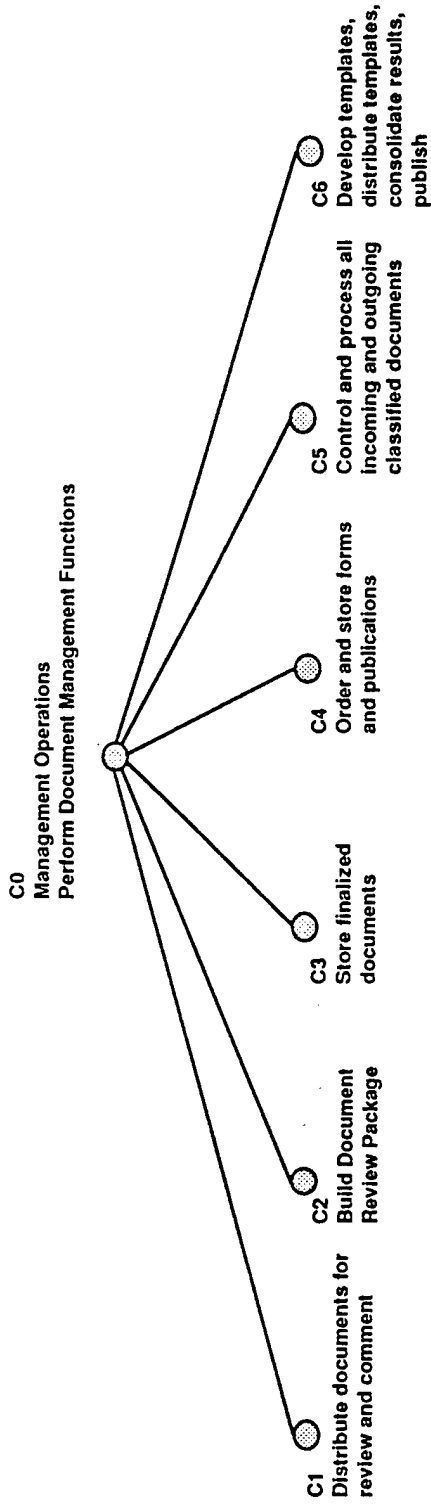 C0
Management Operations
Perform Document Management Functions
C1
Distribute documents for
review and comment
C2
Build Document
Review Package
C3
Store finalized
documents
C4
Order and store forms
and publications
C5
Control and process all
incoming and outgoing
classified documents
C6
Develop templates,
distribute templates,
consolidate results,
publish